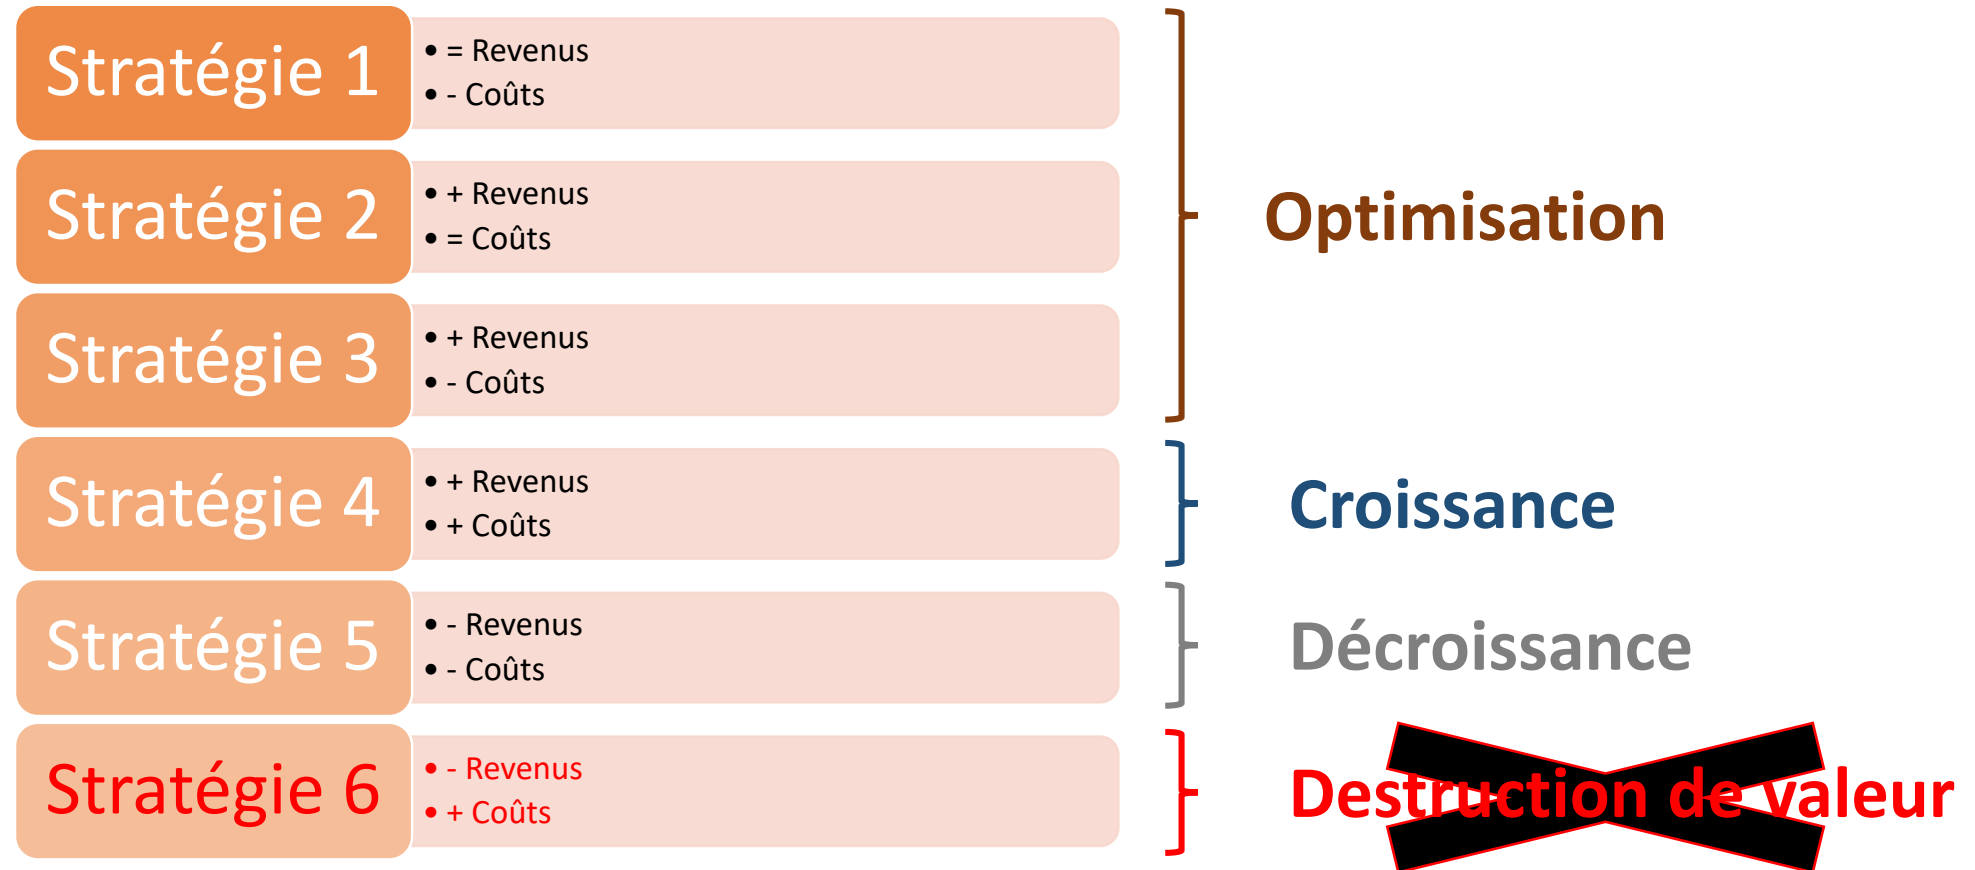 Stratégie 1
• = Revenus
• - Coûts
Stratégie 2
• + Revenus
• = Coûts
Stratégie 3
• + Revenus
• - Coûts
Optimisation
Stratégie 4
• + Revenus
• + Coûts
Croissance
Stratégie 5
• - Revenus
• - Coûts
Décroissance
Stratégie 6
• - Revenus
• + Coûts
Destruction de valeur